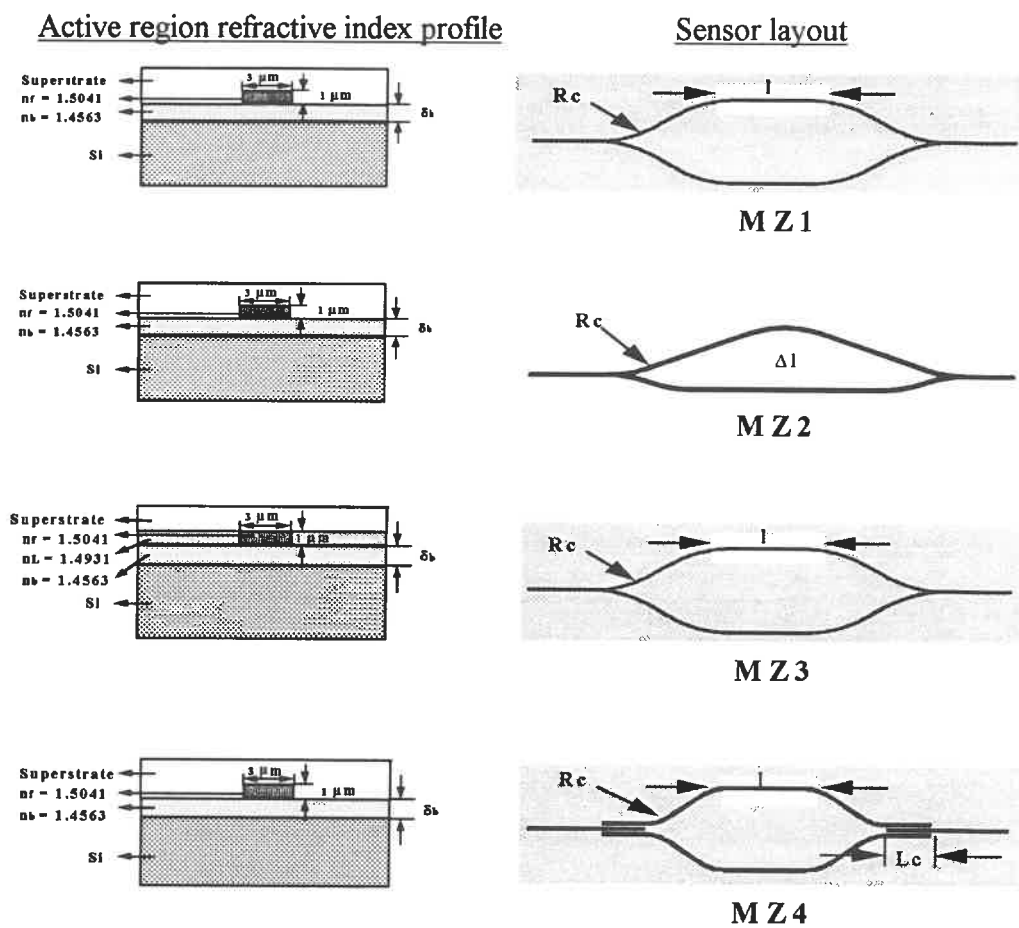 Active region refractive index profile
Sensor layout
Superstrate
nr = 1.5041
nb = 1.4563
Si
3 μm
1 μm
δb
Rc
l
MZ1
Superstrate
nr = 1.5041
nb = 1.4563
Si
3 μm
1 μm
δb
Rc
Δl
MZ2
Superstrate
nr = 1.5041
nL = 1.4931
nb = 1.4563
Si
3 μm
1 μm
δb
Rc
l
MZ3
Superstrate
nr = 1.5041
nb = 1.4563
Si
3 μm
1 μm
δb
Rc
l
Lc
MZ4